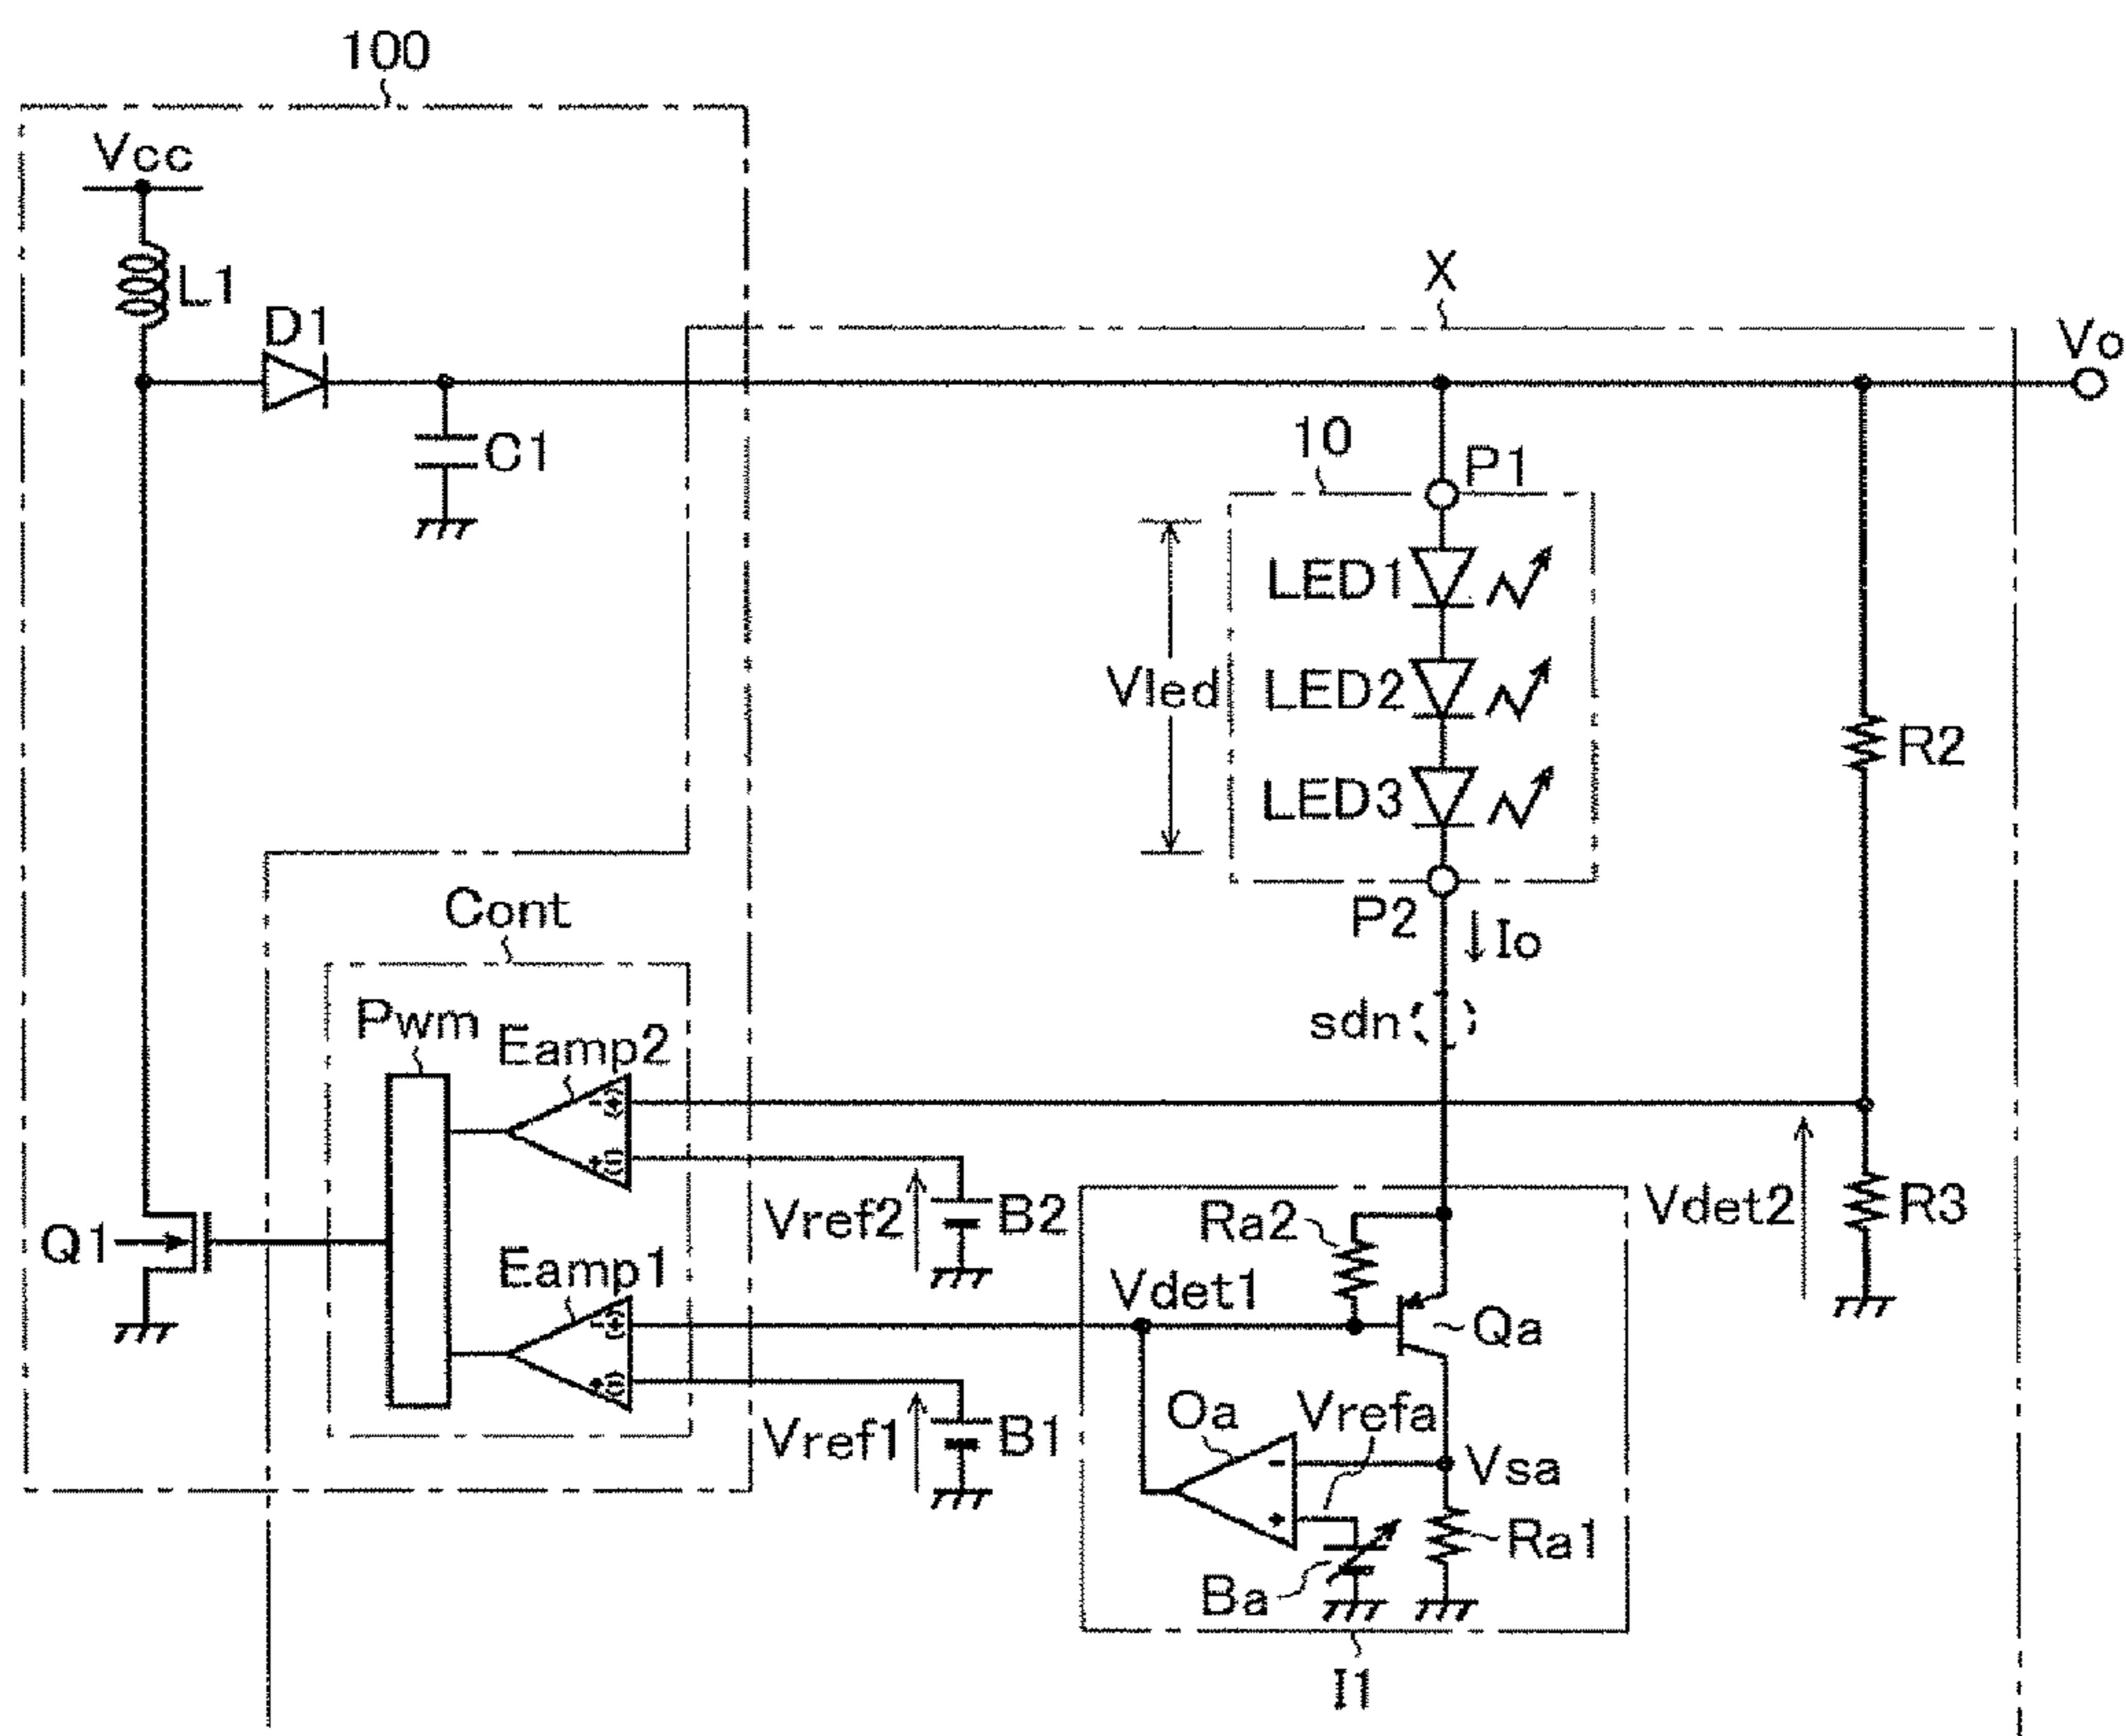 100
Vcc
L1
D1
C1
X
Vo
10
P1
LED1
LED2
LED3
Vled
R2
P2
Io
sdn
Cont
Pwm
Eamp2
- (+)
+ (-)
Vref2
B2
Vdet2
R3
Q1
Eamp1
- (+)
+ (-)
Vref1
B1
Ra2
Vdet1
Qa
Oa
Vrefa
-
+
Vsa
Ra1
Ba
I1